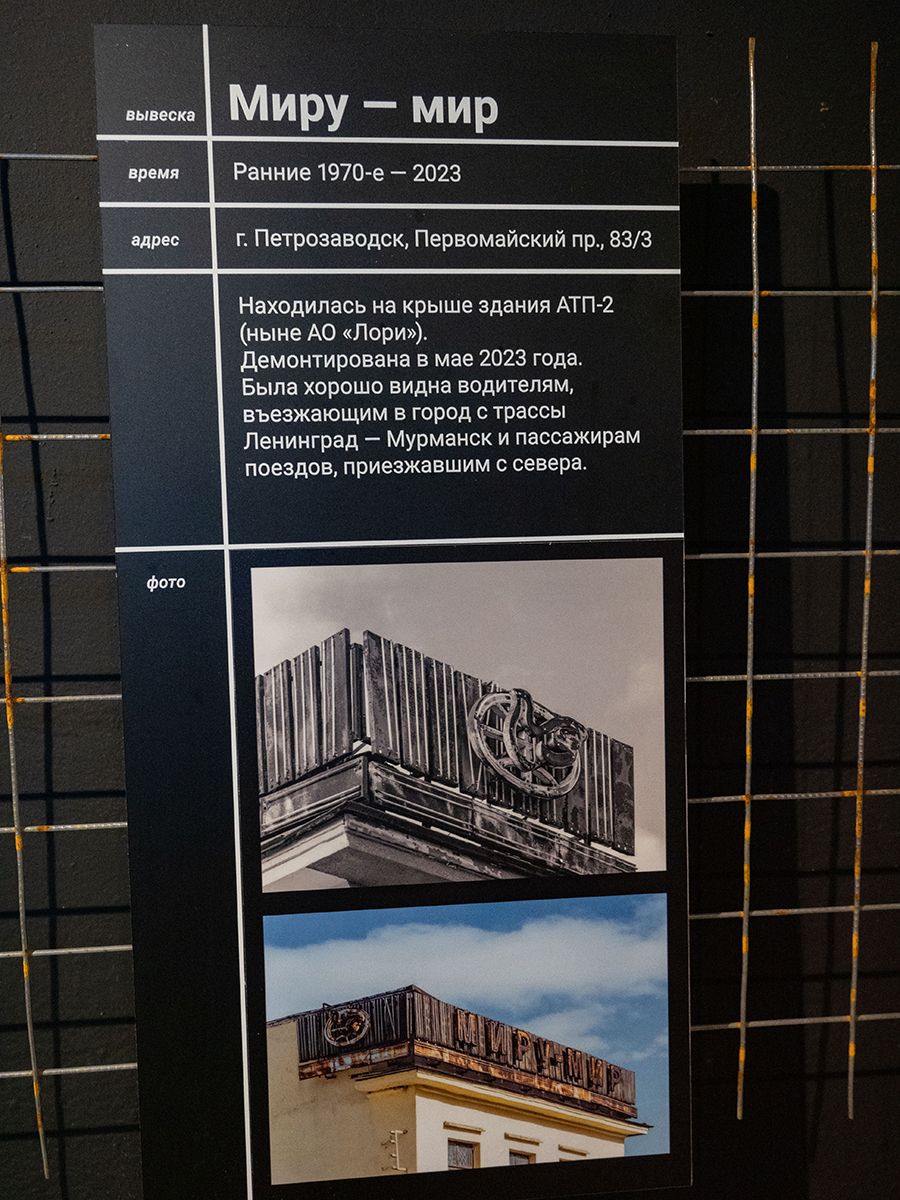 вывеска
Миру — мир
время
Ранние 1970-е — 2023
адрес
г. Петрозаводск, Первомайский пр., 83/3
Находилась на крыше здания АТП-2
(ныне АО «Лори»).
Демонтирована в мае 2023 года.
Была хорошо видна водителям,
въезжающим в город с трассы
Ленинград — Мурманск и пассажирам
поездов, приезжавшим с севера.
фото
МИРУ-МИР